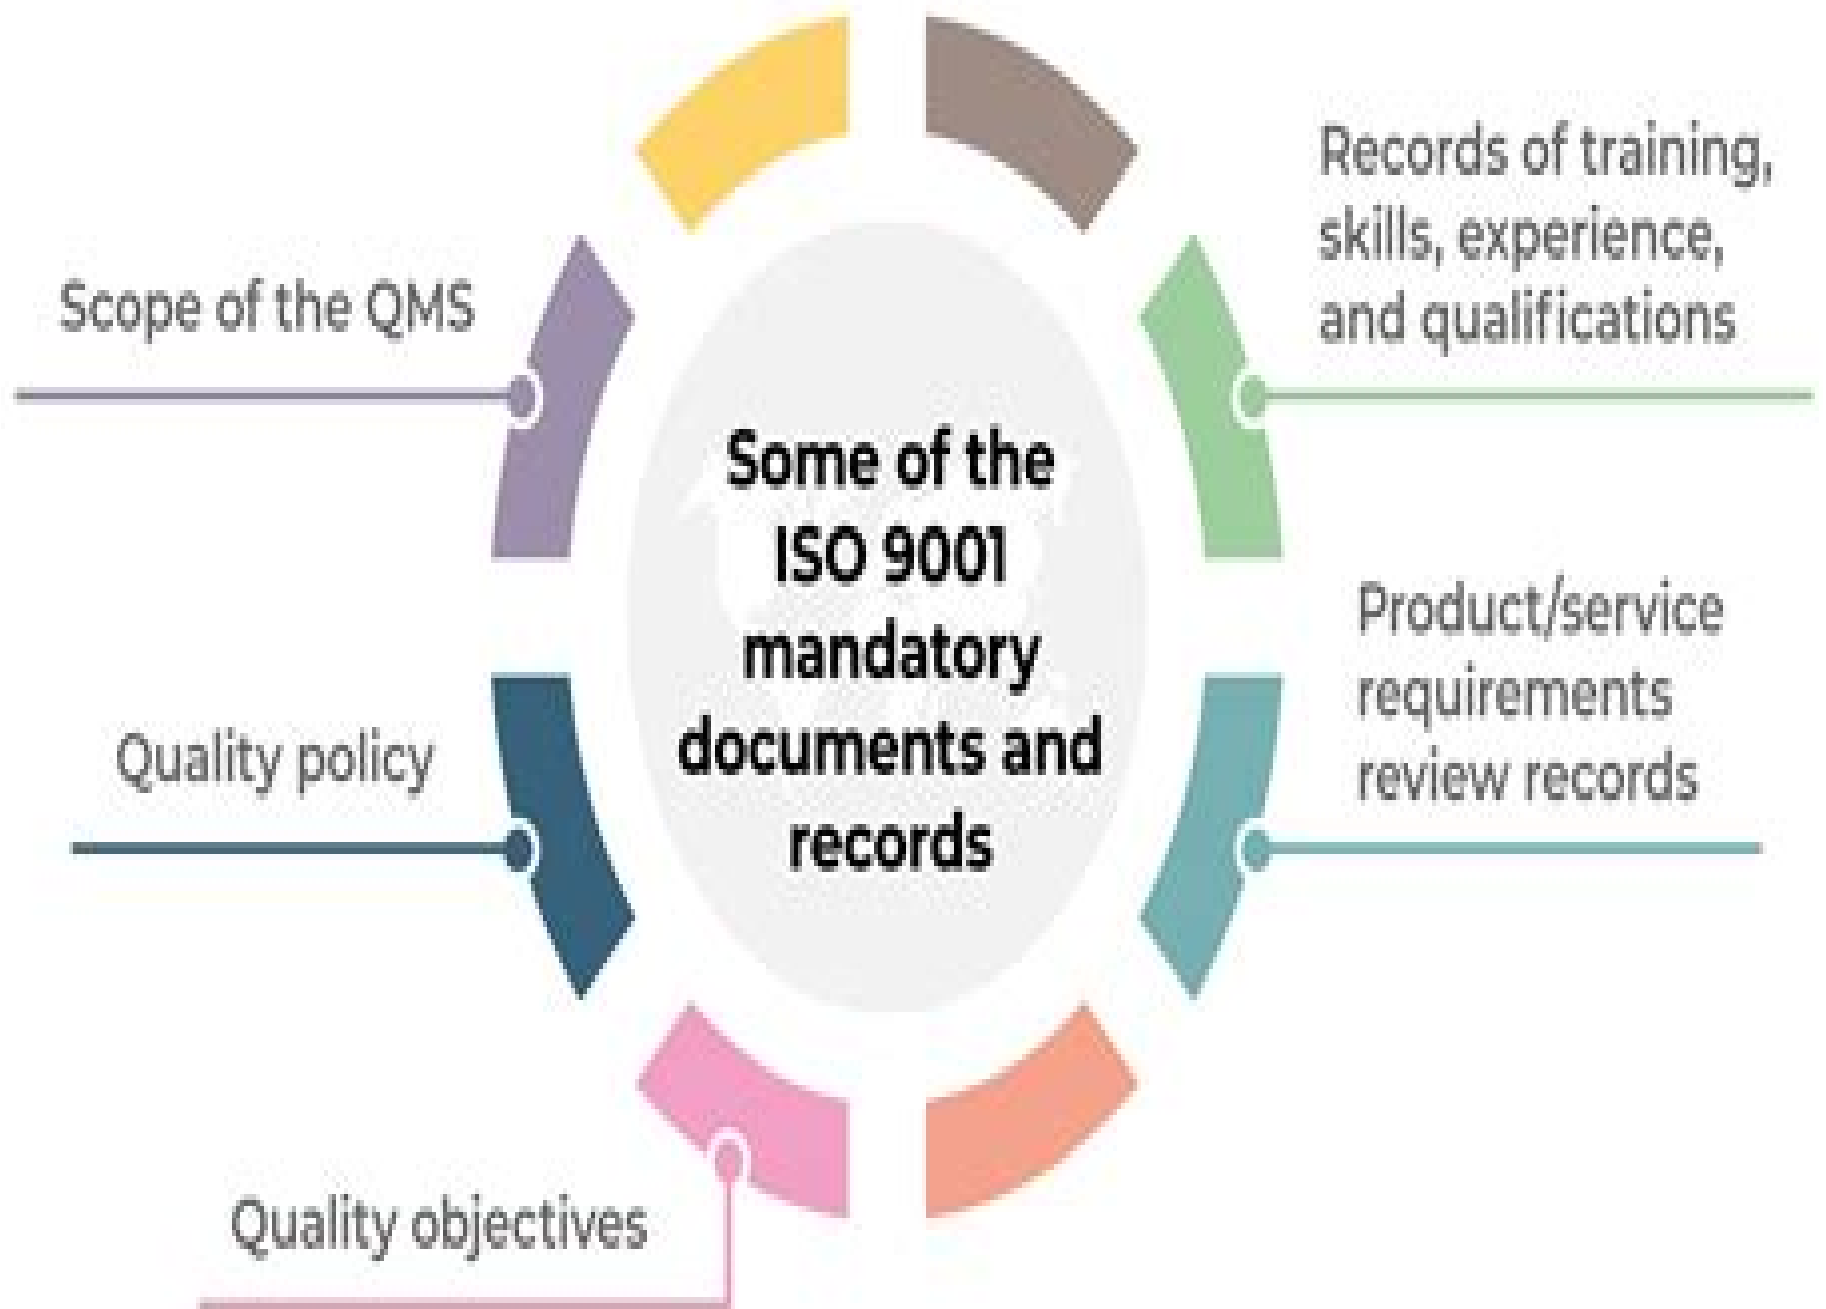 Some of the
ISO 9001
mandatory
documents and
records
Scope of the QMS
Quality policy
Quality objectives
Records of training,
skills, experience,
and qualifications
Product/service
requirements
review records